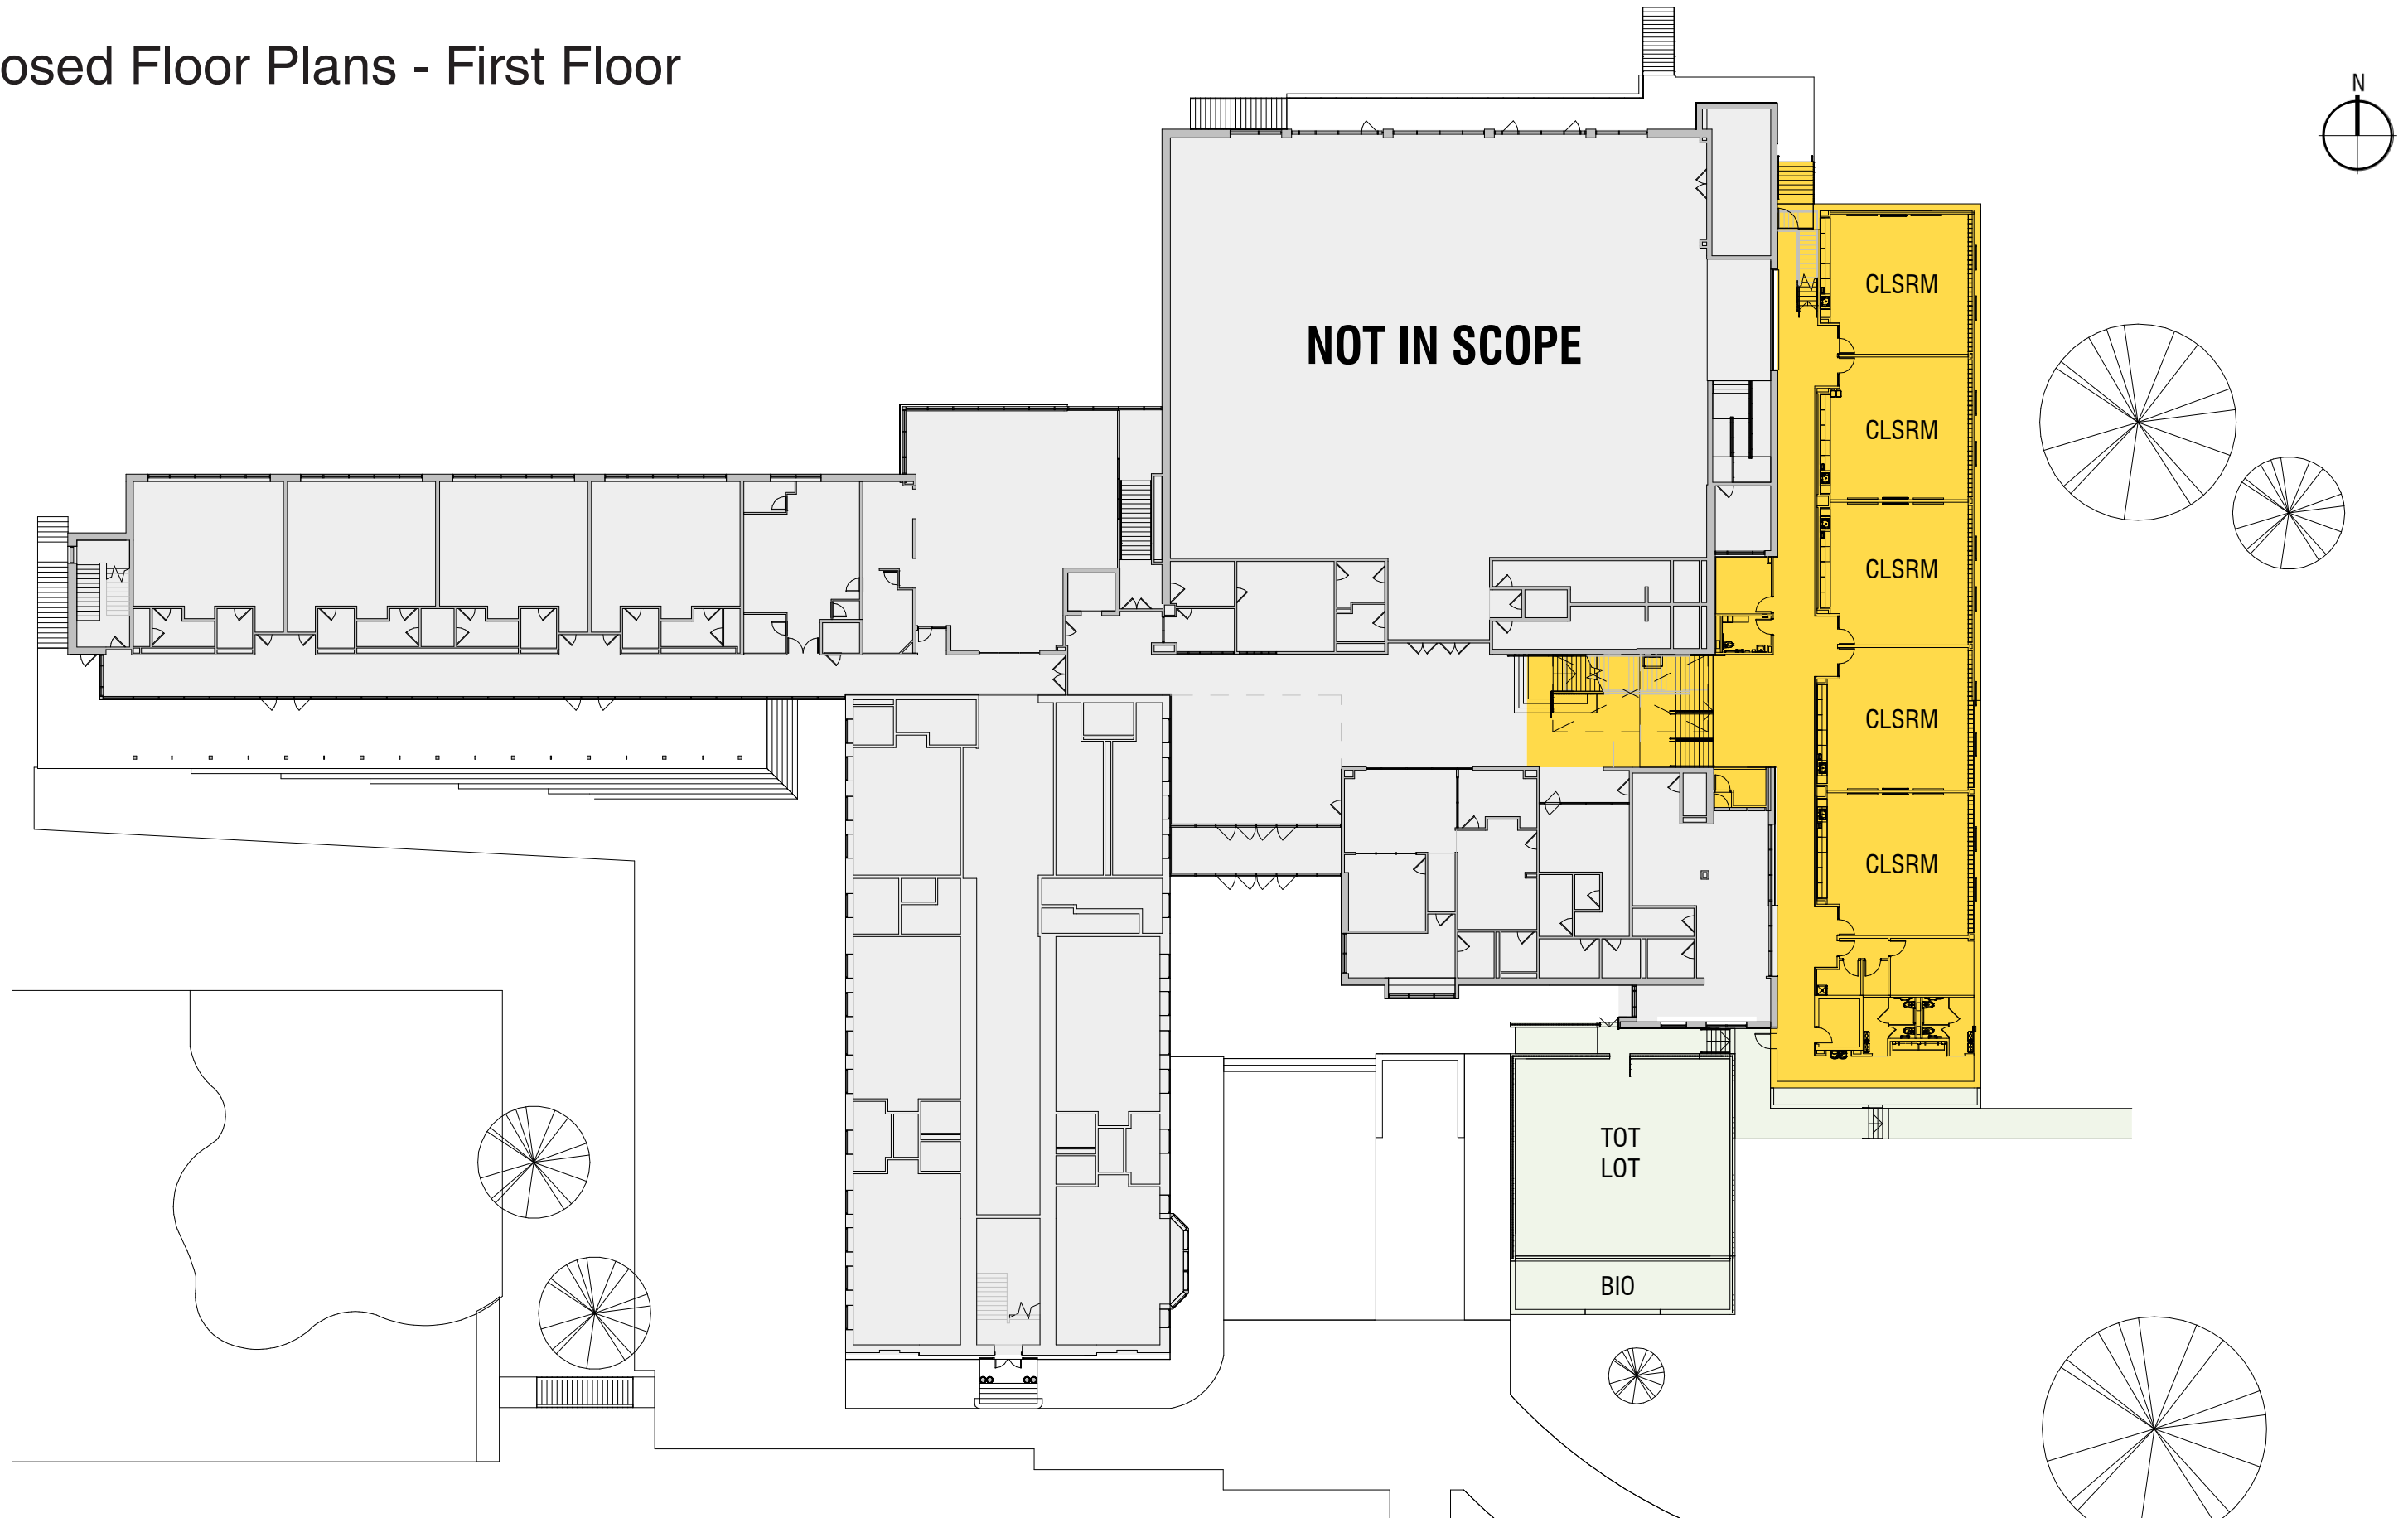 osed Floor Plans - First Floor
N
NOT IN SCOPE
CLSRM
CLSRM
CLSRM
CLSRM
CLSRM
TOT
LOT
BIO